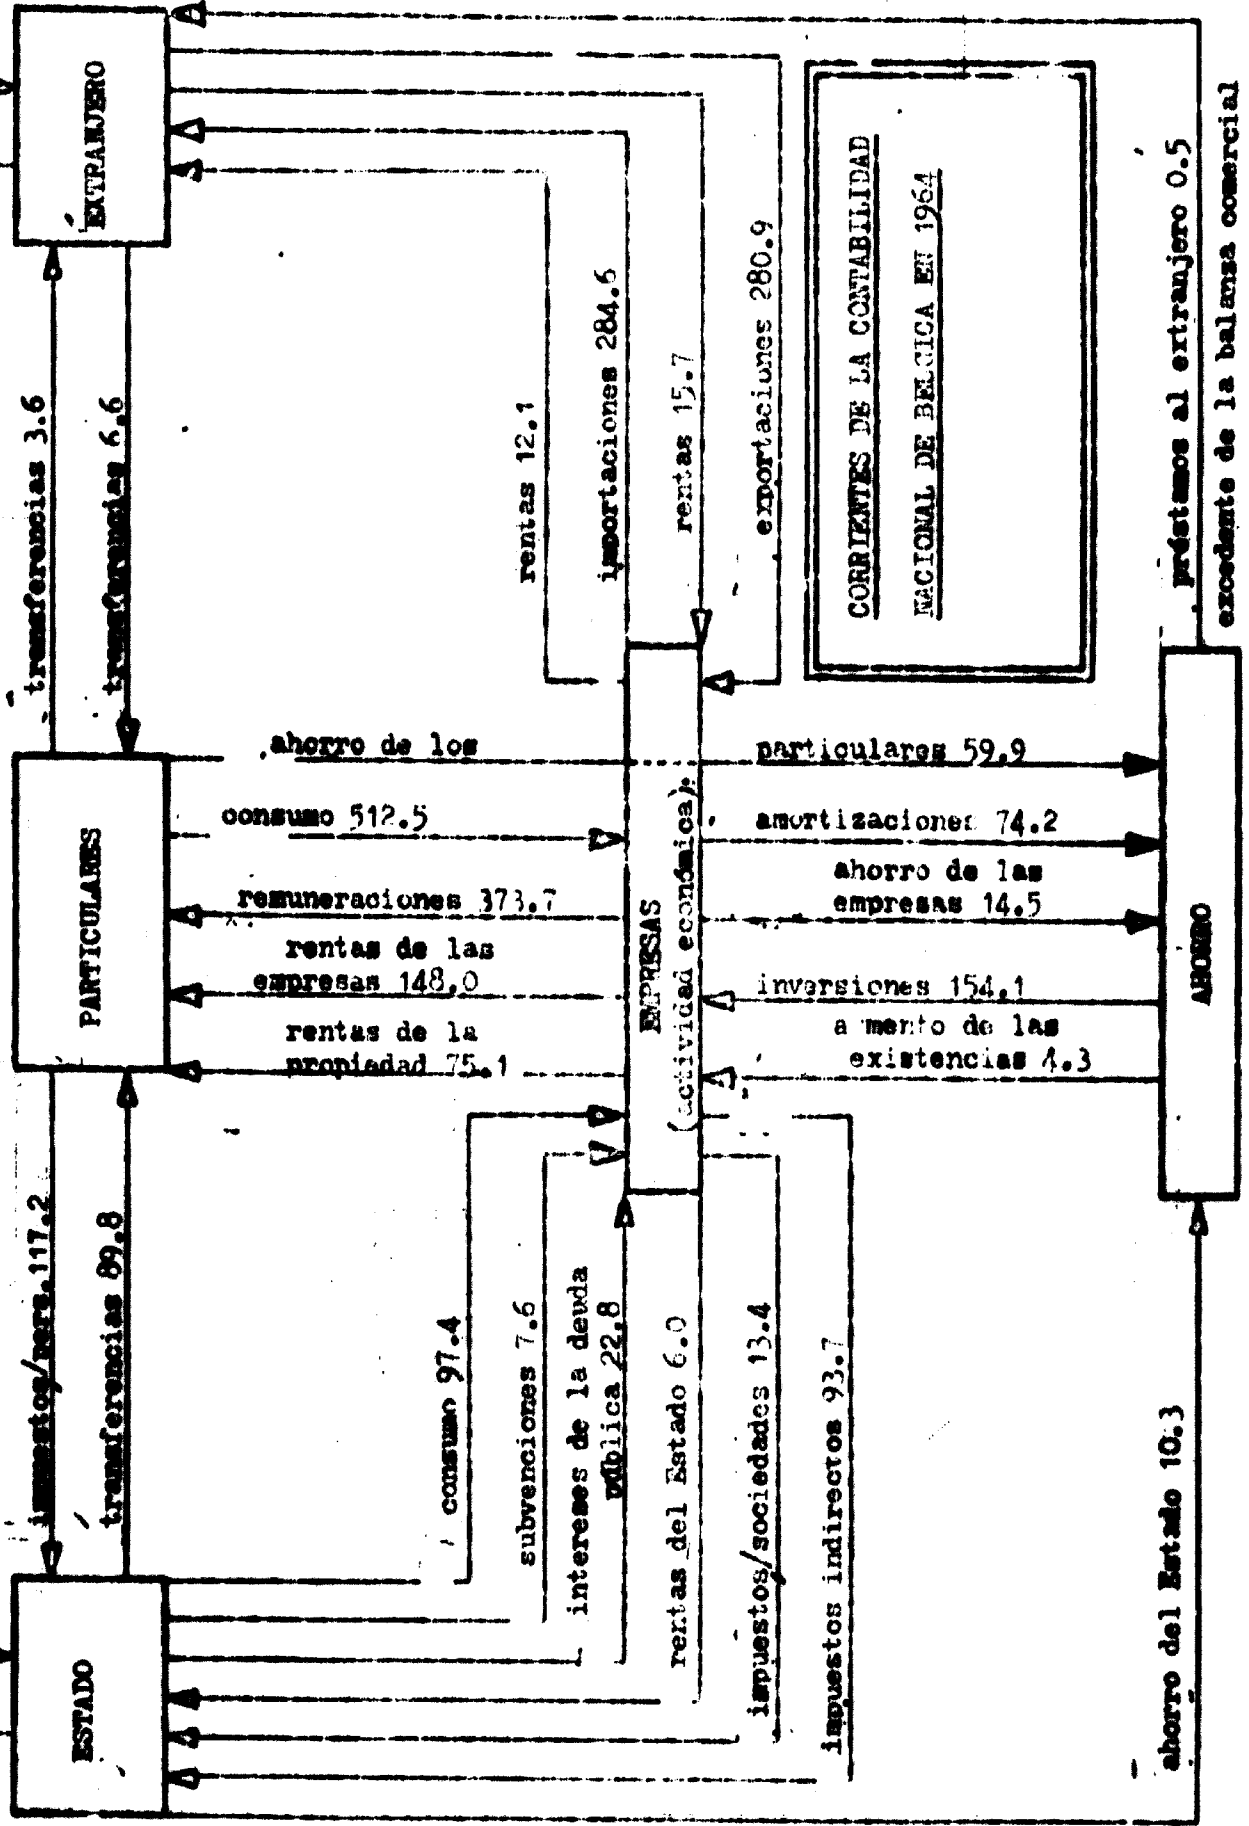 ESTADO
PARTICULARES
EXTRANJERO
impuestos/pers.117.2
transferencias 89.8
transferencias 3.6
transferencias 6.6
consumo 97.4
subvenciones 7.6
intereses de la deuda
pública 22.8
rentas del Estado 6.0
impuestos/sociedades 13.4
impuestos indirectos 93.7
ahorro de los
particulares 59.9
consumo 512.5
remuneraciones 373.7
rentas de las
empresas 148.0
rentas de la
propiedad 75.1
EMPRESAS
(actividad económica)
amortizaciones 74.2
ahorro de las
empresas 14.5
inversiones 154.1
a mento de las
existencias 4.3
rentas 12.1
importaciones 284.6
rentas 15.7
exportaciones 280.9
CORRIENTES DE LA CONTABILIDAD
NACIONAL DE BELGICA EN 1964
AHORRO
ahorro del Estado 10.3
préstamos al extranjero 0.5
excedente de la balansa comercial